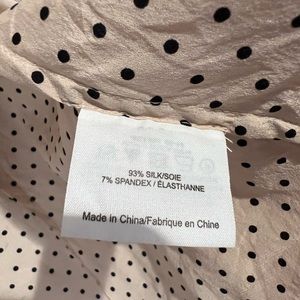 93% SILK/SOIE
7% SPANDEX / ÉLASTHANNE
Made in China/Fabrique en Chine